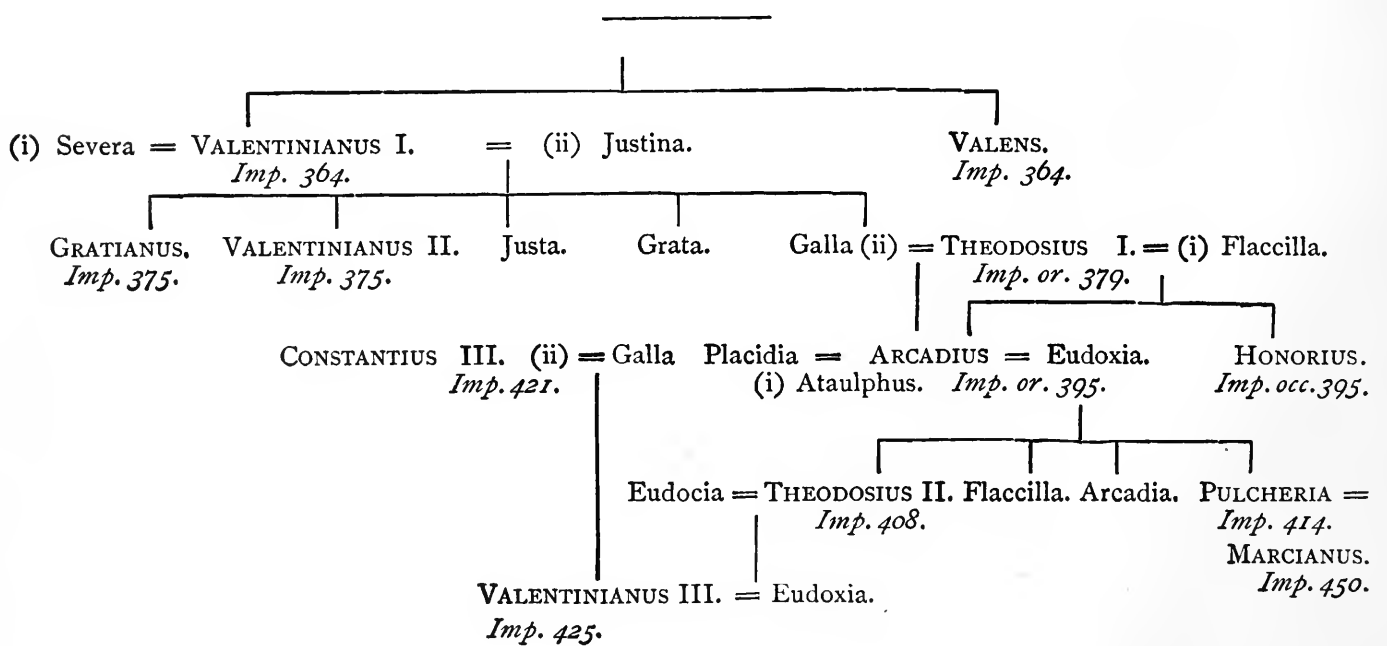 (i) Severa = VALENTINIANUS I. = (ii) Justina. VALENS.
Imp. 364. Imp. 364.
GRATIANUS. VALENTINIANUS II. Justa. Grata. Galla (ii) = THEODOSIUS I. = (i) Flaccilla.
Imp. 375. Imp. 375. Imp. or. 379.
CONSTANTIUS III. (ii) = Galla Placidia = ARCADIUS = Eudoxia. HONORIUS.
Imp. 421. (i) Ataulphus. Imp. or. 395. Imp. occ. 395.
Eudocia = THEODOSIUS II. Flaccilla. Arcadia. PULCHERIA =
Imp. 408. Imp. 414.
MARCIANUS.
Imp. 450.
VALENTINIANUS III. = Eudoxia.
Imp. 425.